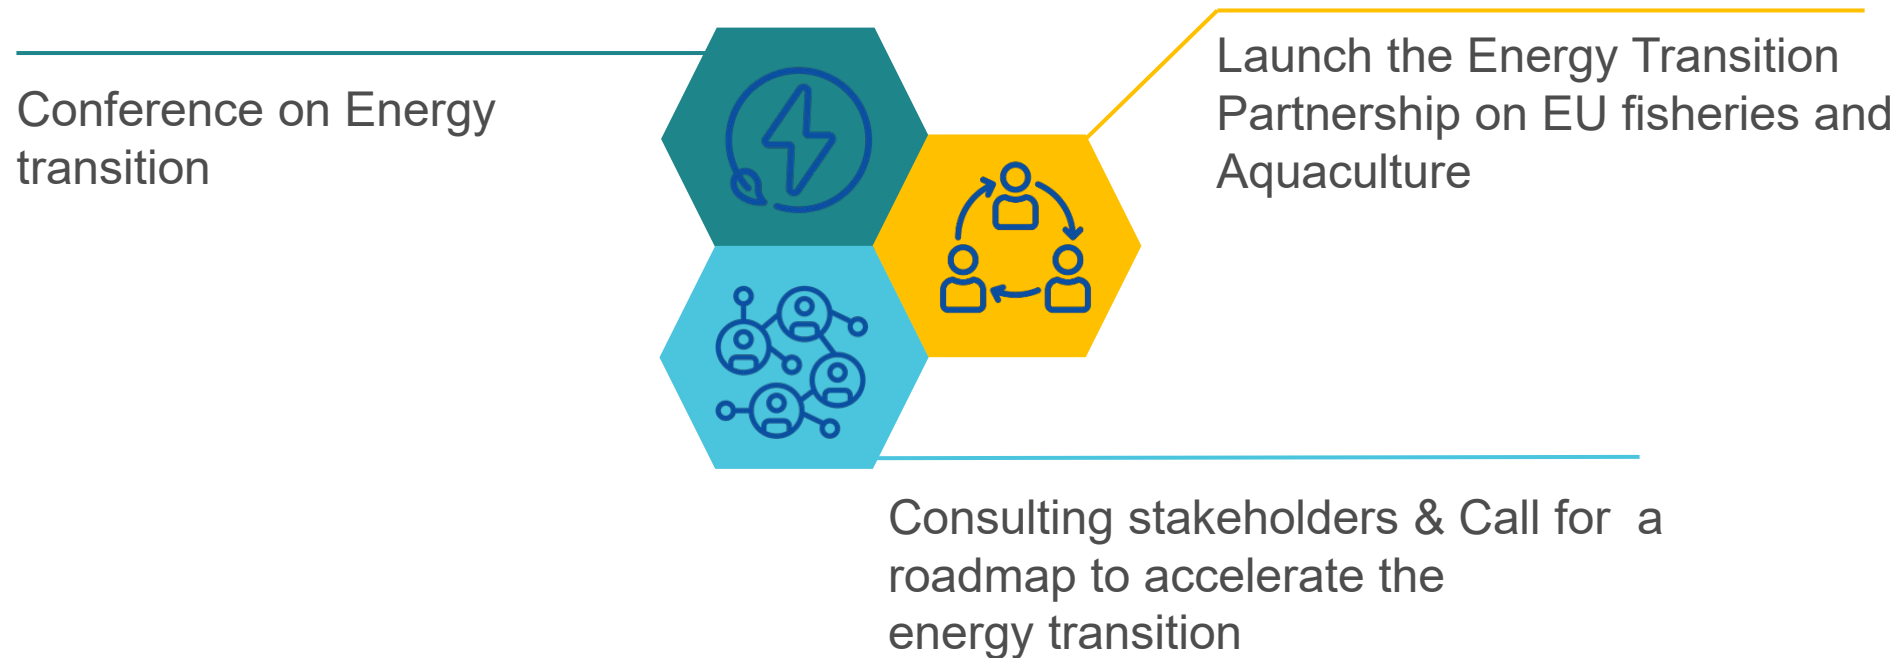 Conference on Energy
transition
Launch the Energy Transition
Partnership on EU fisheries and
Aquaculture
Consulting stakeholders & Call for  a
roadmap to accelerate the
energy transition